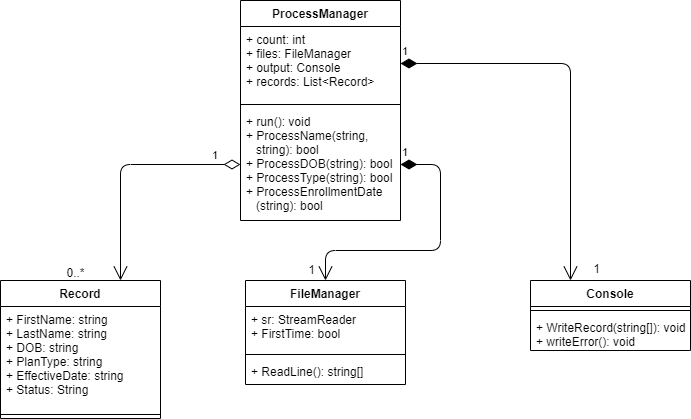 ProcessManager
+ count: int
+ files: FileManager
+ output: Console
+ records: List<Record>
+ run(): void
+ ProcessName(string,
string): bool
+ ProcessDOB(string): bool
+ ProcessType(string): bool
+ ProcessEnrollmentDate
(string): bool
1
1
1
0..*
1
1
Record
+ FirstName: string
+ LastName: string
+ DOB: string
+ PlanType: string
+ EffectiveDate: string
+ Status: String
FileManager
+ sr: StreamReader
+ FirstTime: bool
+ ReadLine(): string[]
Console
+ WriteRecord(string[]): void
+ writeError(): void